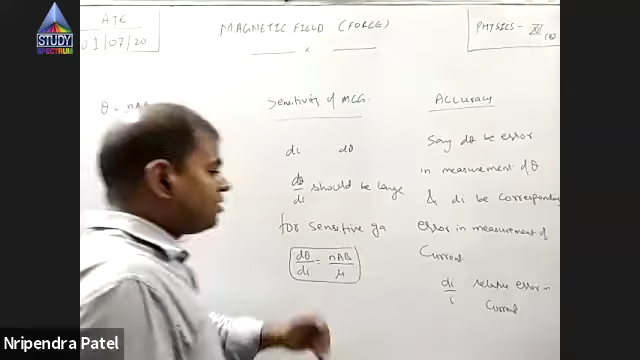 STUDY
SPECTRUM
AJK
01/07/20
MAGNETIC FIELD (FORCE)
PHYSICS - XII
Sensitivity of MCG.
di dθ
dθ/di should be large
for sensitive ga
dθ/di = nAB/μ
Accuracy
Say dθ be error
in measurement of θ
& di be corresponding
error in measurement of
Current
di/i relative error in
Current
Nripendra Patel